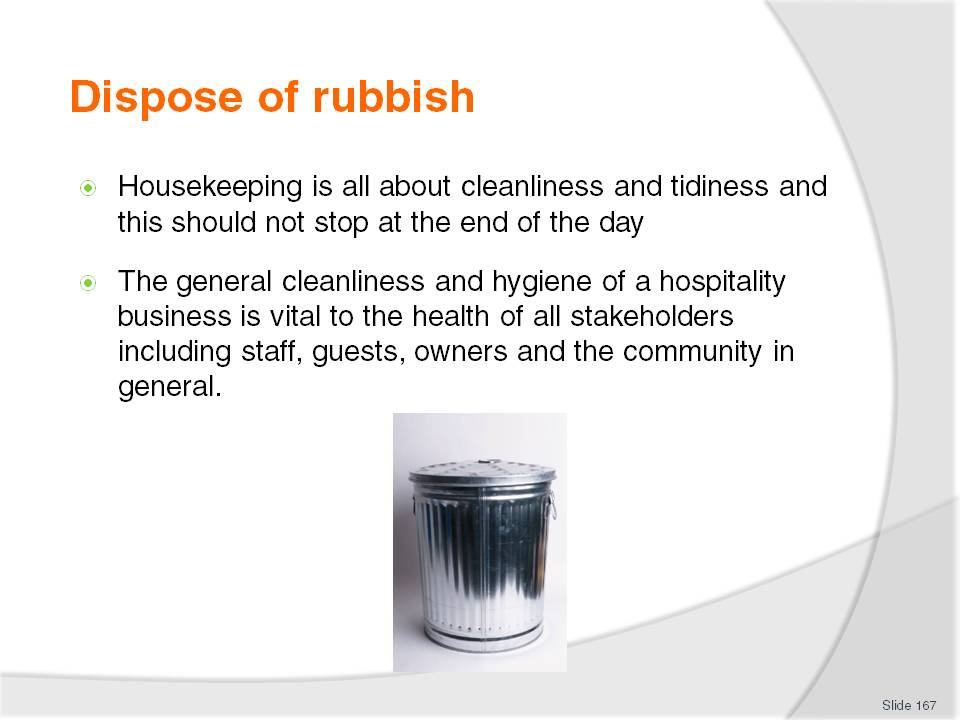 Dispose of rubbish
Housekeeping is all about cleanliness and tidiness and
this should not stop at the end of the day
The general cleanliness and hygiene of a hospitality
business is vital to the health of all stakeholders
including staff, guests, owners and the community in
general.
Slide 167